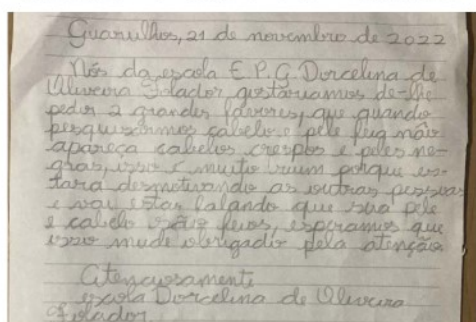 Guarulhos, 21 de novembro de 2022
Nós da escola E.P.G. Dorcelina de
Oliveira Folador gostaríamos de-lhe
pedir 2 grandes favores, que quando
pesquisarmos cabelo e pele não
apareça cabelos crespos e peles ne-
gras, isso é muito ruim porque es-
tara desmotivando as outras pessoas
e vai estar falando que sua pele
e cabelo são feios, esperamos que
isso mude obrigado pela atenção
Atenciosamente
escola Dorcelina de Oliveira
Folador